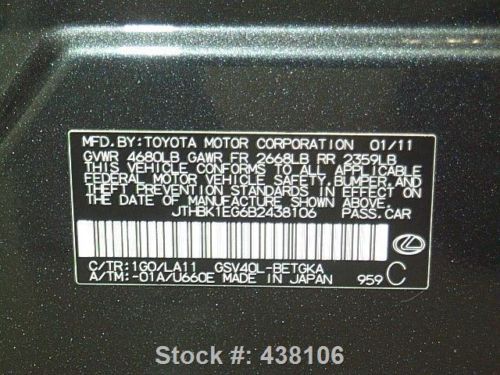 MFD. BY: TOYOTA MOTOR CORPORATION 01/11
GVWR 4680LB GAWR FR 2668LB RR 2359LB
THIS VEHICLE CONFORMS TO ALL APPLICABLE
FEDERAL MOTOR VEHICLE SAFETY, BUMPER, AND
THEFT PREVENTION STANDARDS IN EFFECT ON
THE DATE OF MANUFACTURE SHOWN ABOVE.
JTHBK1EG6B2438106 PASS. CAR
C/TR: 1G0/LA11 GSV40L-BETGKA
A/TM: -01A/U660E MADE IN JAPAN 959 C
Stock #: 438106